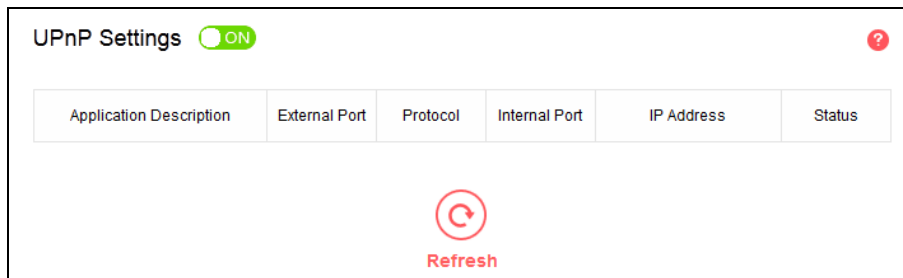 UPnP Settings ON ?
Application Description External Port Protocol Internal Port IP Address Status
Refresh